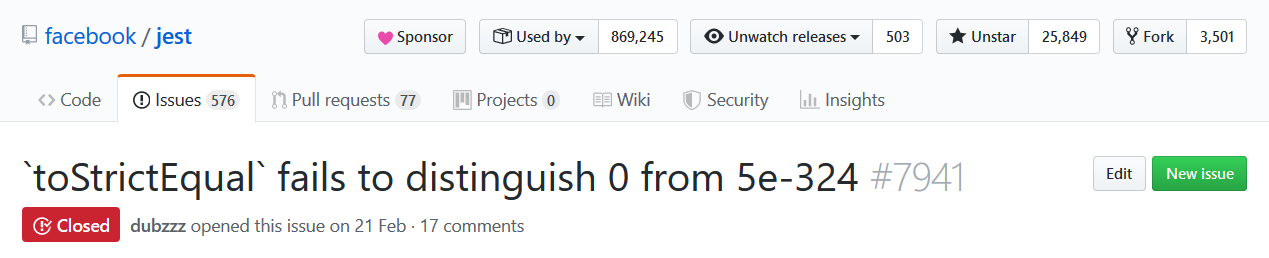 facebook / jest Sponsor Used by 869,245 Unwatch releases 503 Unstar 25,849 Fork 3,501
Code Issues 576 Pull requests 77 Projects 0 Wiki Security Insights
`toStrictEqual` fails to distinguish 0 from 5e-324 #7941 Edit New issue
Closed dubzzz opened this issue on 21 Feb · 17 comments